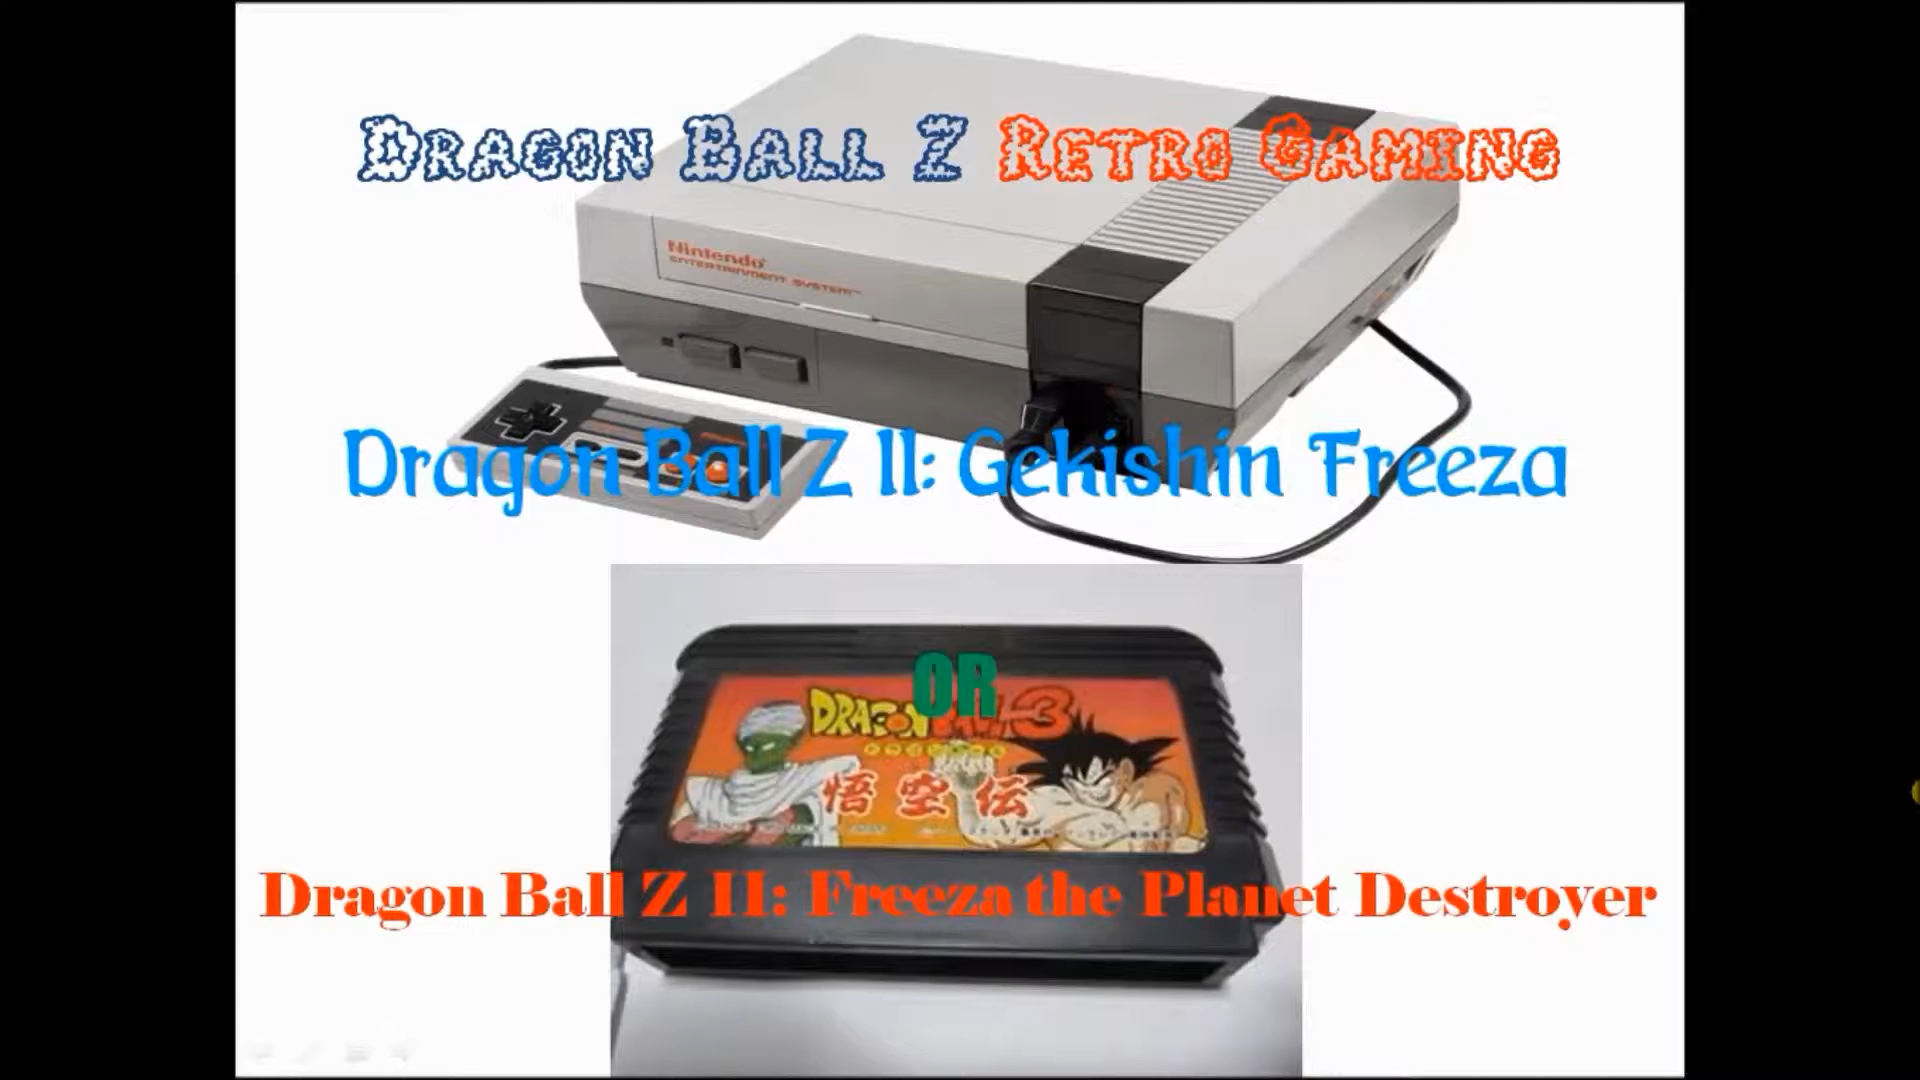 Dragon Ball Z Retro Gaming
Nintendo
ENTERTAINMENT SYSTEM™
Dragon Ball Z II: Gekishin Freeza
OR
DRAGON BALL 3
悟空伝
Dragon Ball Z II: Freeza the Planet Destroyer